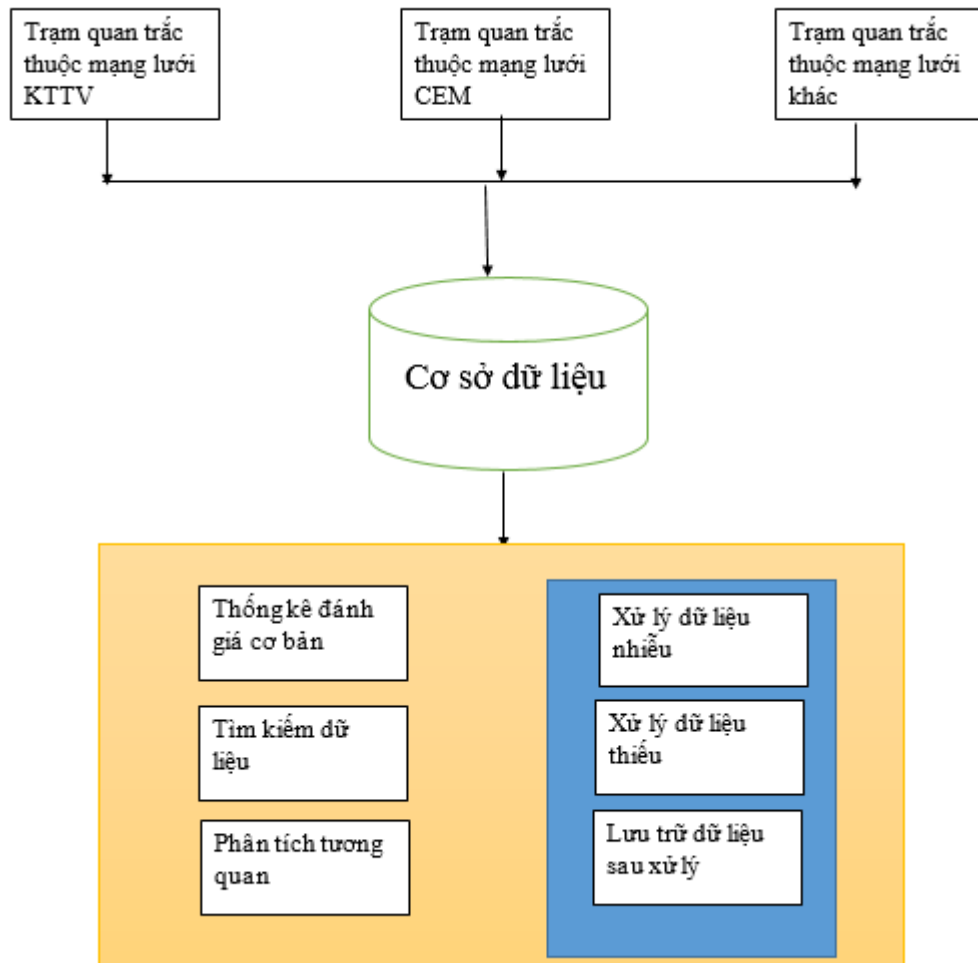 Trạm quan trắc
thuộc mạng lưới
KTTV
Trạm quan trắc
thuộc mạng lưới
CEM
Trạm quan trắc
thuộc mạng lưới
khác
Cơ sở dữ liệu
Thống kê đánh
giá cơ bản
Tìm kiếm dữ
liệu
Phân tích tương
quan
Xử lý dữ liệu
nhiễu
Xử lý dữ liệu
thiếu
Lưu trữ dữ liệu
sau xử lý